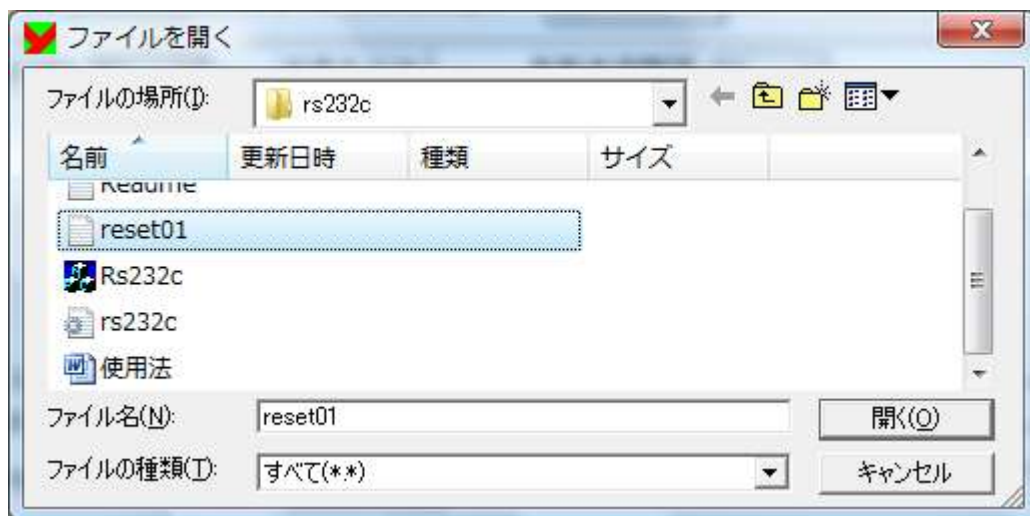 ファイルを開く
ファイルの場所(I):
rs232c
名前 更新日時 種類 サイズ
Readme
reset01
Rs232c
rs232c
使用法
ファイル名(N): reset01 開く(O)
ファイルの種類(T): すべて(*.*) キャンセル